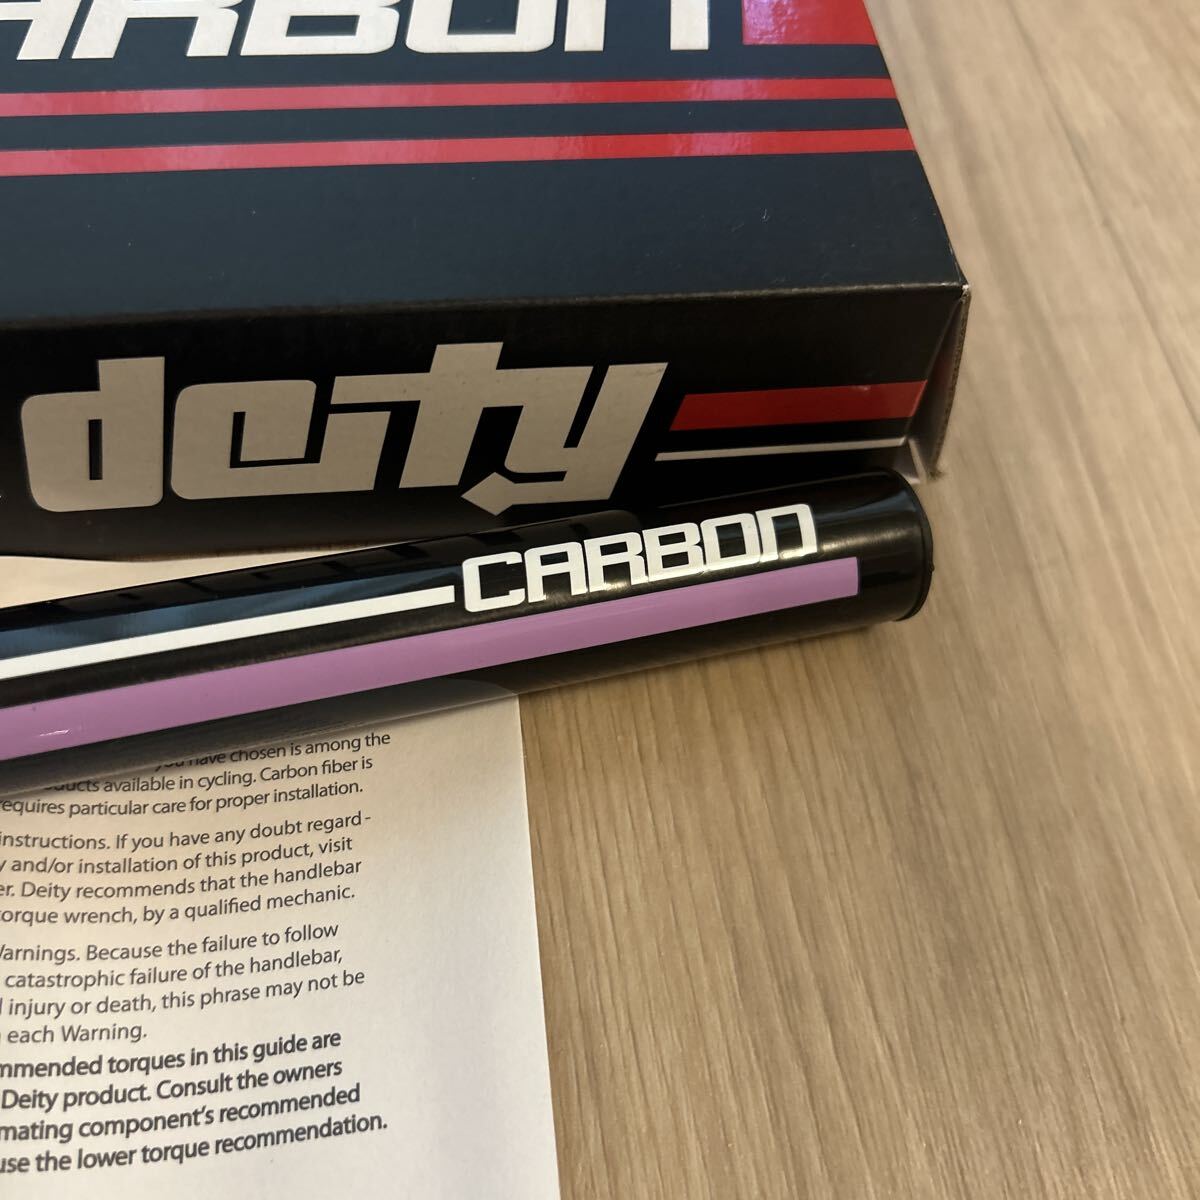 ARBON
deity
CARBON
you have chosen is among the
available in cycling. Carbon fiber is
requires particular care for proper installation.
instructions. If you have any doubt regard-
and/or installation of this product, visit
Deity recommends that the handlebar
torque wrench, by a qualified mechanic.
Warnings. Because the failure to follow
catastrophic failure of the handlebar,
injury or death, this phrase may not be
each Warning.
mmended torques in this guide are
Deity product. Consult the owners
mating component's recommended
use the lower torque recommendation.